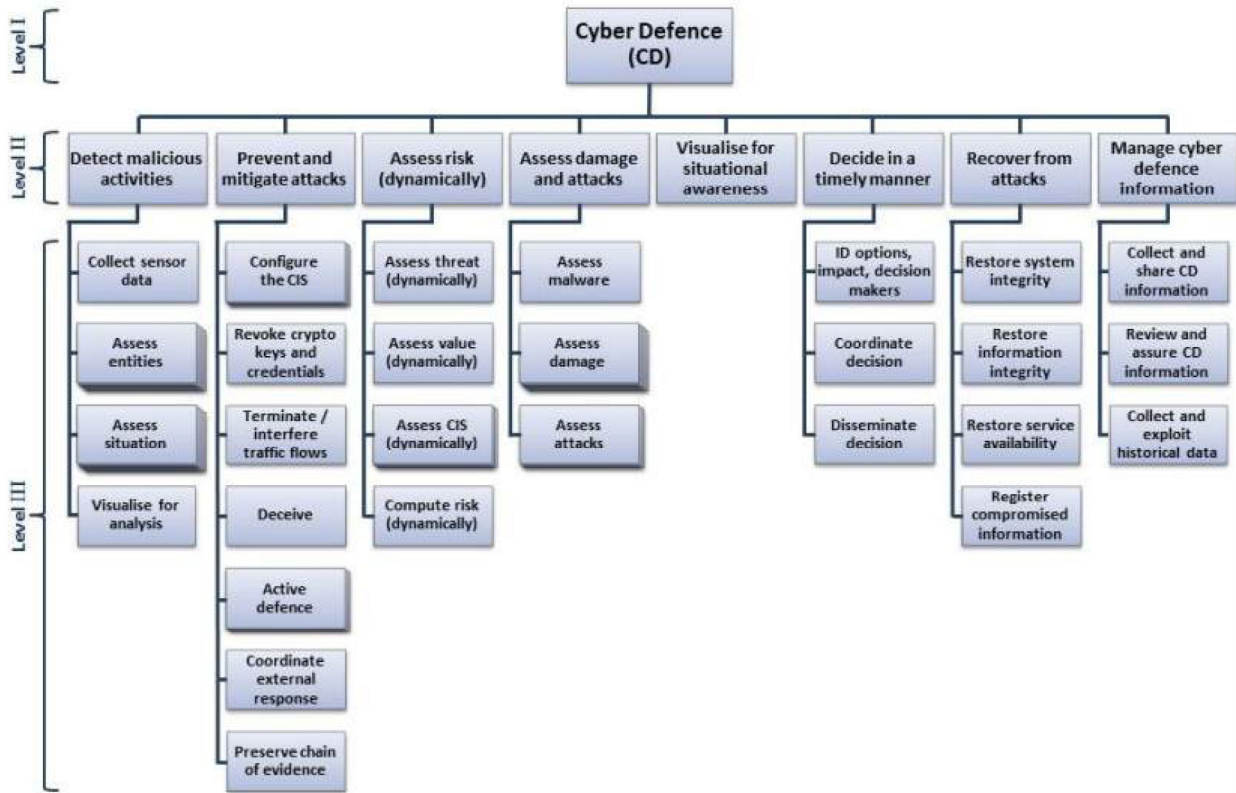 Level I
Cyber Defence
(CD)
Level II
Detect malicious
activities
Prevent and
mitigate attacks
Assess risk
(dynamically)
Assess damage
and attacks
Visualise for
situational
awareness
Decide in a
timely manner
Recover from
attacks
Manage cyber
defence
information
Level III
Collect sensor
data
Assess
entities
Assess
situation
Visualise for
analysis
Configure
the CIS
Revoke crypto
keys and
credentials
Terminate /
interfere
traffic flows
Deceive
Active
defence
Coordinate
external
response
Preserve chain
of evidence
Assess threat
(dynamically)
Assess value
(dynamically)
Assess CIS
(dynamically)
Compute risk
(dynamically)
Assess
malware
Assess
damage
Assess
attacks
ID options,
impact, decision
makers
Coordinate
decision
Disseminate
decision
Restore system
integrity
Restore
information
integrity
Restore service
availability
Register
compromised
information
Collect and
share CD
information
Review and
assure CD
information
Collect and
exploit
historical data